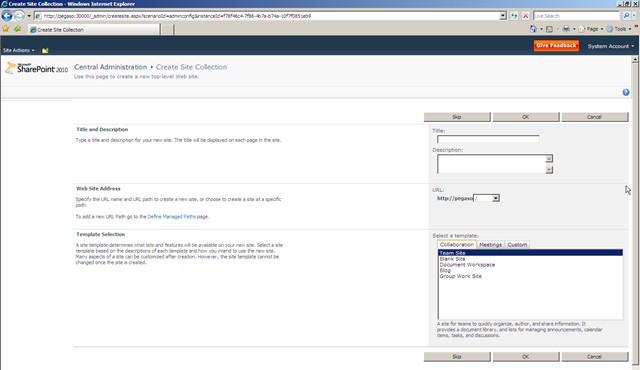 Create Site Collection - Windows Internet Explorer
http://pegaso:30000/_admin/createsite.aspx?scenarioId=admnconfig&instanceId=f78f46c4-7f88-4b7e-b74e-10f7f0851ab9
Live Search
Create Site Collection
Page
Tools
Site Actions
Give Feedback
System Account
Microsoft
SharePoint 2010
Central Administration
Create Site Collection
Use this page to create a new top-level Web site.
Skip
OK
Cancel
Title and Description
Type a title and description for your new site. The title will be displayed on each page in the site.
Title:
Description:
Web Site Address
Specify the URL name and URL path to create a new site, or choose to create a site at a specific
path.
To add a new URL Path go to the Define Managed Paths page.
URL:
http://pegaso /
Template Selection
A site template determines what lists and features will be available on your new site. Select a site
template based on the descriptions of each template and how you intend to use the new site.
Many aspects of a site can be customized after creation. However, the site template cannot be
changed once the site is created.
Select a template:
Collaboration
Meetings
Custom
Team Site
Blank Site
Document Workspace
Blog
Group Work Site
A site for teams to quickly organize, author, and share information. It
provides a document library, and lists for managing announcements, calendar
items, tasks, and discussions.
Skip
OK
Cancel